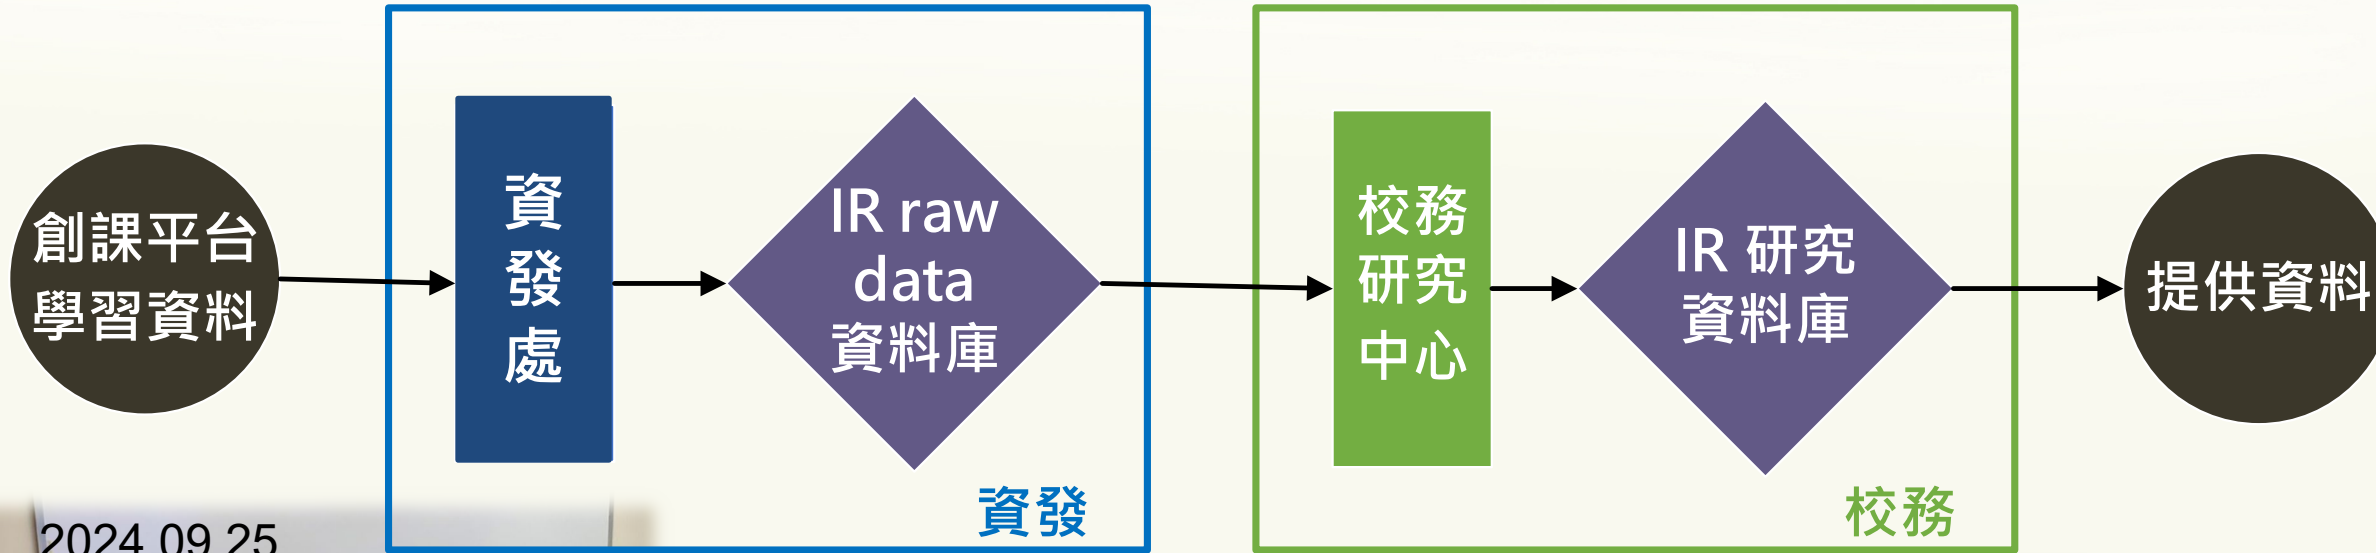 創課平台
學習資料
資
發
處
IR raw
data
資料庫
資發
校務
研究
中心
IR 研究
資料庫
校務
提供資料
2024 09 25